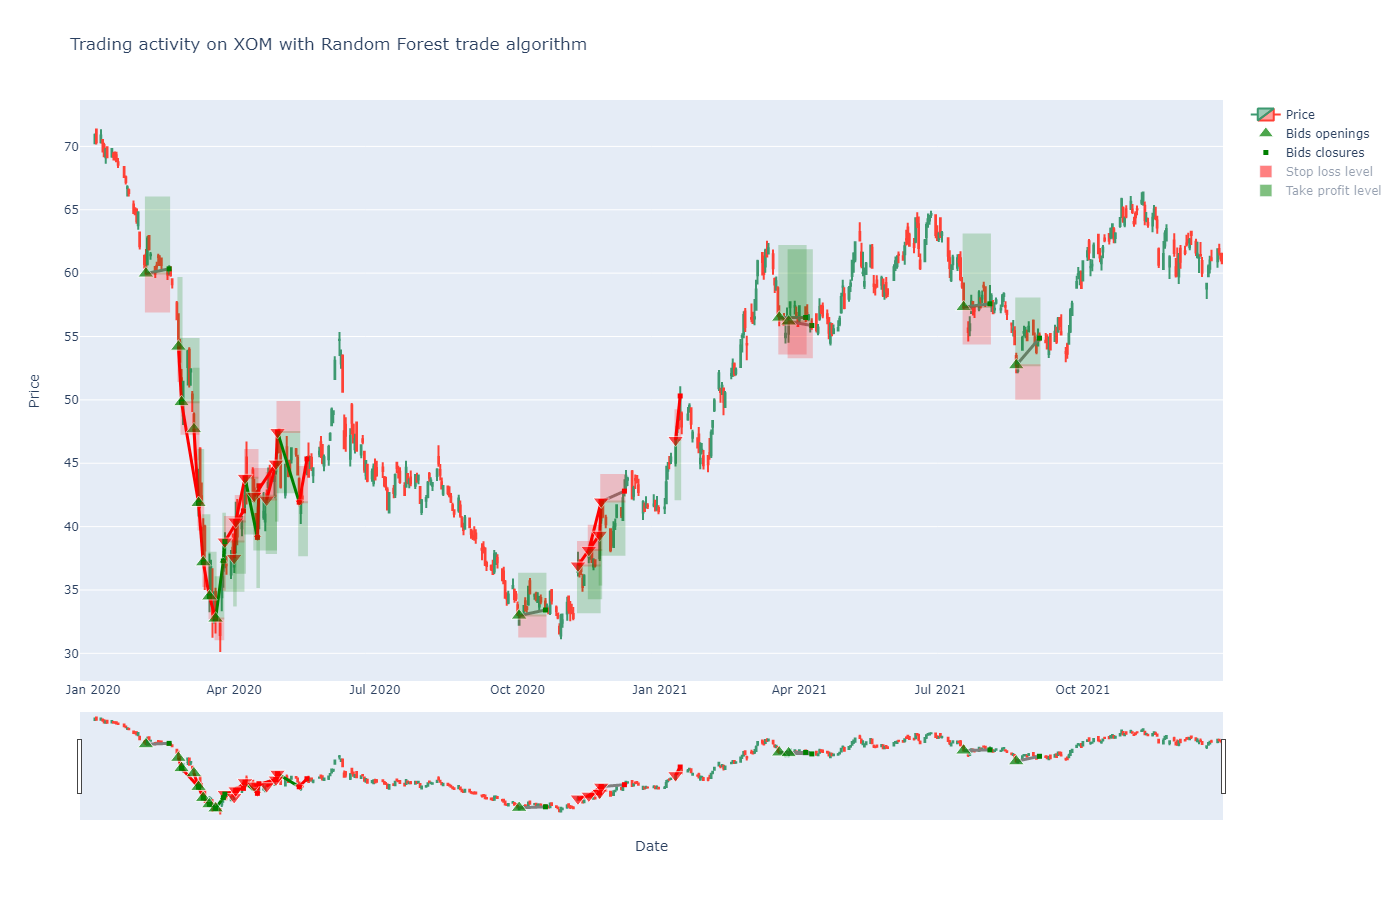 Trading activity on XOM with Random Forest trade algorithm
Price
Bids openings
Bids closures
Stop loss level
Take profit level
Price
70
65
60
55
50
45
40
35
30
Jan 2020
Apr 2020
Jul 2020
Oct 2020
Jan 2021
Apr 2021
Jul 2021
Oct 2021
Date